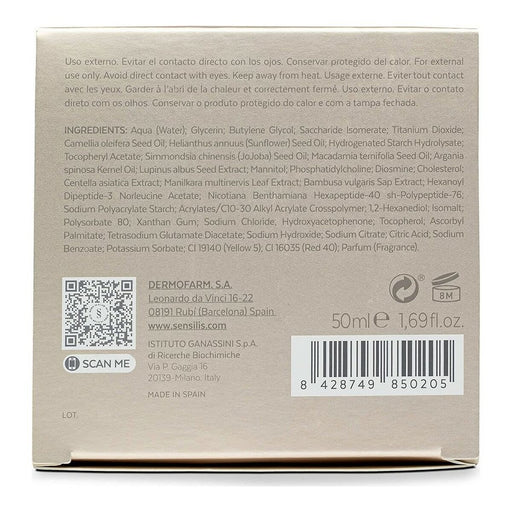 Uso externo. Evitar el contacto directo con los ojos. Conservar protegido del calor. For external
use only. Avoid direct contact with eyes. Keep away from heat. Usage externe. Eviter tout contact
avec les yeux. Garder à l'abri de la chaleur et correctement fermé. Uso externo. Evitar o contato
direto com os olhos. Conservar o produto protegido do calor e com a tampa fechada.
INGREDIENTS: Aqua (Water); Glycerin; Butylene Glycol; Saccharide Isomerate; Titanium Dioxide;
Camellia oleifera Seed Oil; Helianthus annuus (Sunflower) Seed Oil; Hydrogenated Starch Hydrolysate;
Tocopheryl Acetate; Simmondsia chinensis (Jojoba) Seed Oil; Macadamia ternifolia Seed Oil; Argania
spinosa Kernel Oil; Lupinus albus Seed Extract; Mannitol; Phosphatidylcholine; Diosmine; Cholesterol;
Centella asiatica Extract; Manilkara multinervis Leaf Extract; Bambusa vulgaris Sap Extract; Hexanoyl
Dipeptide-3 Norleucine Acetate; Nicotiana Benthamiana Hexapeptide-40 sh-Polypeptide-76;
Sodium Polyacrylate Starch; Acrylates/C10-30 Alkyl Acrylate Crosspolymer; 1,2-Hexanediol; Isomalt;
Polysorbate 80; Xanthan Gum; Sodium Chloride, Hydroxyacetophenone; Tocopherol; Ascorbyl
Palmitate; Tetrasodium Glutamate Diacetate; Sodium Hydroxide; Sodium Citrate; Citric Acid; Sodium
Benzoate; Potassium Sorbate; CI 19140 (Yellow 5); CI 16035 (Red 40); Parfum (Fragrance).
DERMOFARM, S.A.
Leonardo da Vinci 16-22
08191 Rubí (Barcelona) Spain
www.sensilis.com
ISTITUTO GANASSINI S.p.A.
di Ricerche Biochimiche
Via P. Gaggia 16
20139-Milano, Italy
MADE IN SPAIN
SCAN ME
8M
50ml e 1,69fl.oz.
8 428749 850205
LOT.